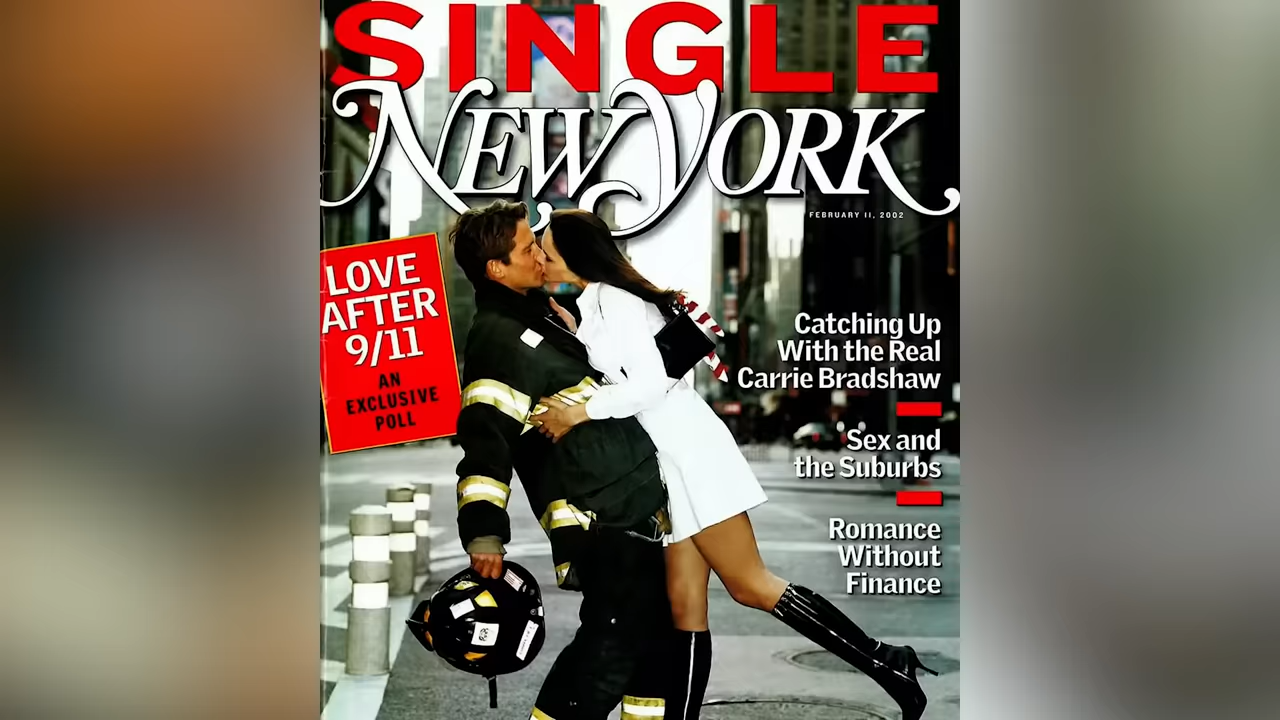 SINGLE
NEW YORK
FEBRUARY 11, 2002
LOVE
AFTER
9/11
AN
EXCLUSIVE
POLL
Catching Up
With the Real
Carrie Bradshaw
Sex and
the Suburbs
Romance
Without
Finance